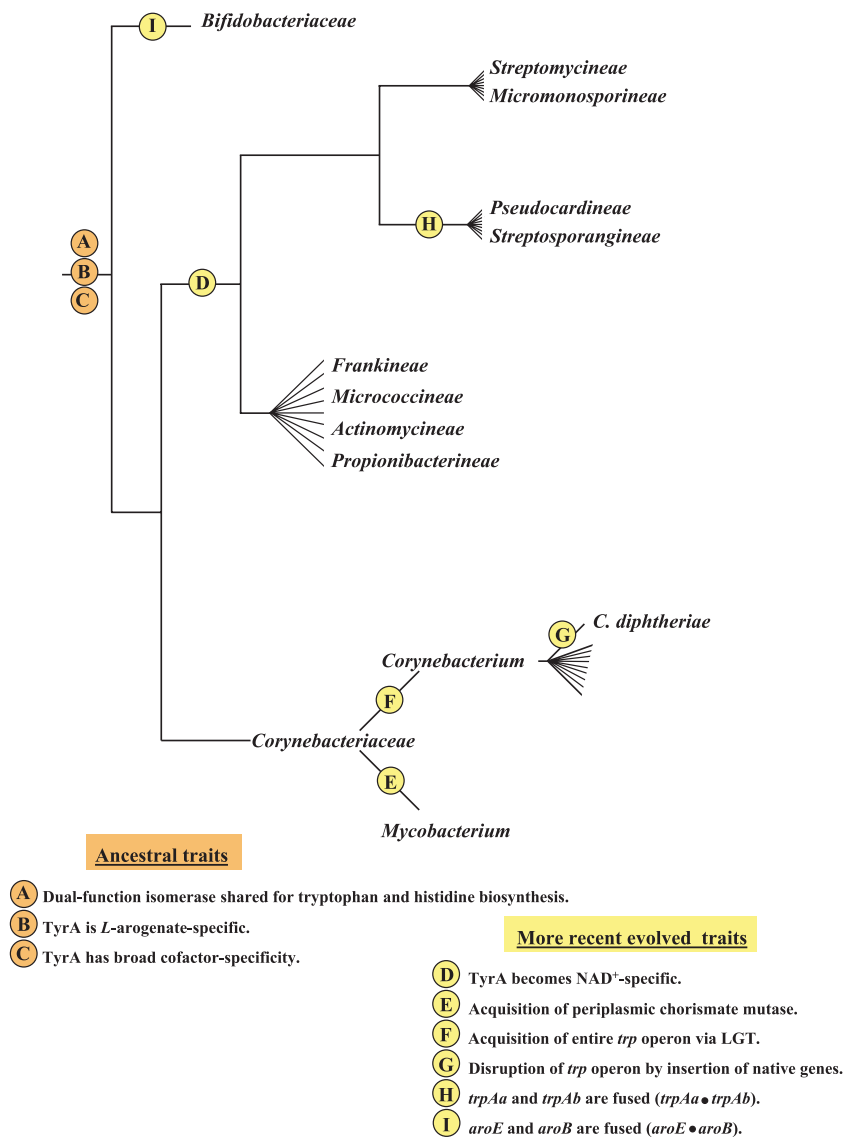 I
Bifidobacteriaceae
Streptomycineae
Micromonosporineae
Pseudocardineae
H
Streptosporangineae
A
B
C
D
Frankineae
Micrococcineae
Actinomycineae
Propionibacterineae
C. diphtheriae
G
Corynebacterium
F
Corynebacteriaceae
E
Mycobacterium
Ancestral traits
A Dual-function isomerase shared for tryptophan and histidine biosynthesis.
B TyrA is L-arogenate-specific.
C TyrA has broad cofactor-specificity.
More recent evolved traits
D TyrA becomes NAD⁺-specific.
E Acquisition of periplasmic chorismate mutase.
F Acquisition of entire trp operon via LGT.
G Disruption of trp operon by insertion of native genes.
H trpAa and trpAb are fused (trpAa•trpAb).
I aroE and aroB are fused (aroE•aroB).